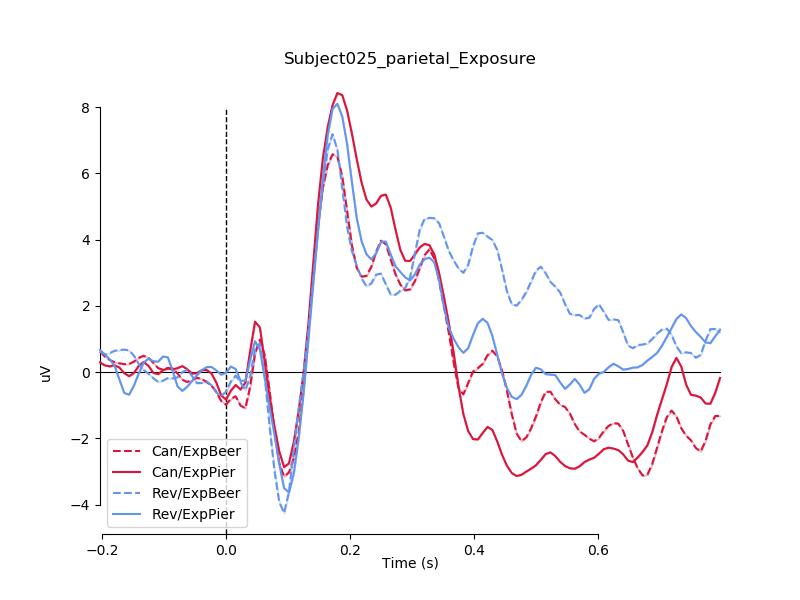 Subject025_parietal_Exposure
8
6
4
2
0
−2
−4
uV
Can/ExpBeer
Can/ExpPier
Rev/ExpBeer
Rev/ExpPier
−0.2
0.0
0.2
0.4
0.6
Time (s)